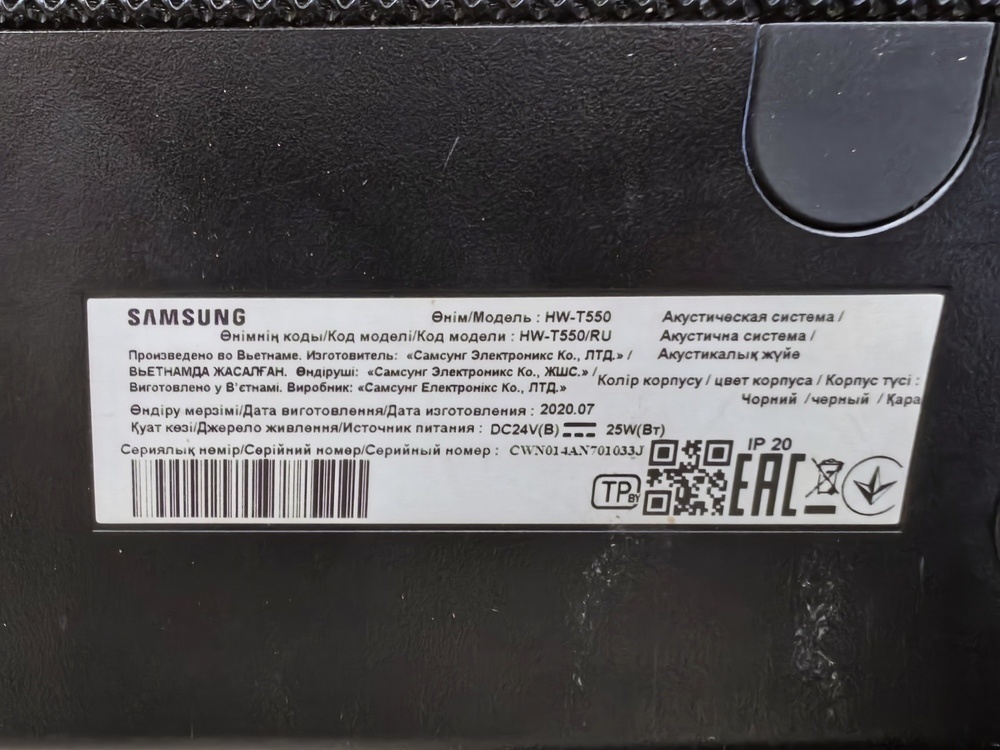 SAMSUNG
Өнім/Модель : HW-T550
Өнімнің коды/Код моделі/Код модели : HW-T550/RU
Произведено во Вьетнаме. Изготовитель: «Самсунг Электроникс Ко., ЛТД.» /
ВЬЕТНАМДА ЖАСАЛҒАН. Өндіруші: «Самсунг Электроникс Ко., ЖШС.» /
Виготовлено у В'єтнамі. Виробник: «Самсунг Електронікс Ко., ЛТД.»
Акустическая система /
Акустична система /
Акустикалық жүйе
Колір корпусу / цвет корпуса / Корпус түсі :
Чорний /черный / Қара
Өндіру мерзімі/Дата виготовлення/Дата изготовления : 2020.07
Қуат көзі/Джерело живлення/Источник питания : DC24V(В) 25W(Вт)
Сериялық нөмір/Серійний номер/Серийный номер : CWN014AN701033J
TP BY
IP 20
EAC